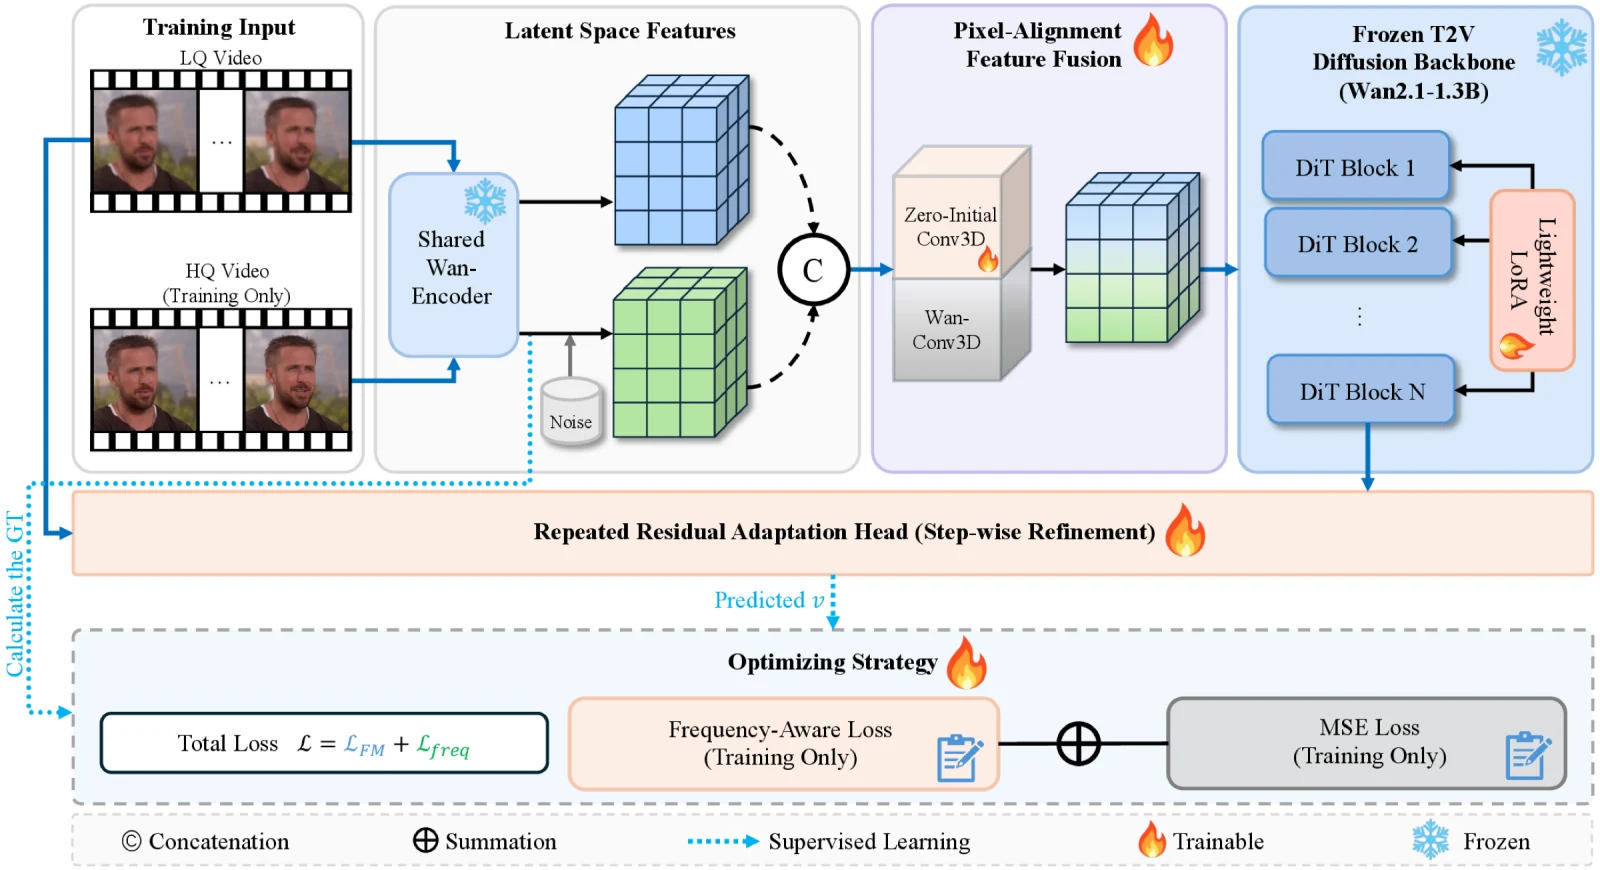 Training Input
LQ Video
...
HQ Video
(Training Only)
...
Latent Space Features
Shared
Wan-
Encoder
Noise
C
Pixel-Alignment
Feature Fusion
Zero-Initial
Conv3D
Wan-
Conv3D
Frozen T2V
Diffusion Backbone
(Wan2.1-1.3B)
DiT Block 1
DiT Block 2
⋮
DiT Block N
Lightweight
LoRA
Repeated Residual Adaptation Head (Step-wise Refinement)
Calculate the GT
Predicted v
Optimizing Strategy
Total Loss ℒ = ℒ_FM + ℒ_freq
Frequency-Aware Loss
(Training Only)
MSE Loss
(Training Only)
© Concatenation
⊕ Summation
Supervised Learning
Trainable
Frozen